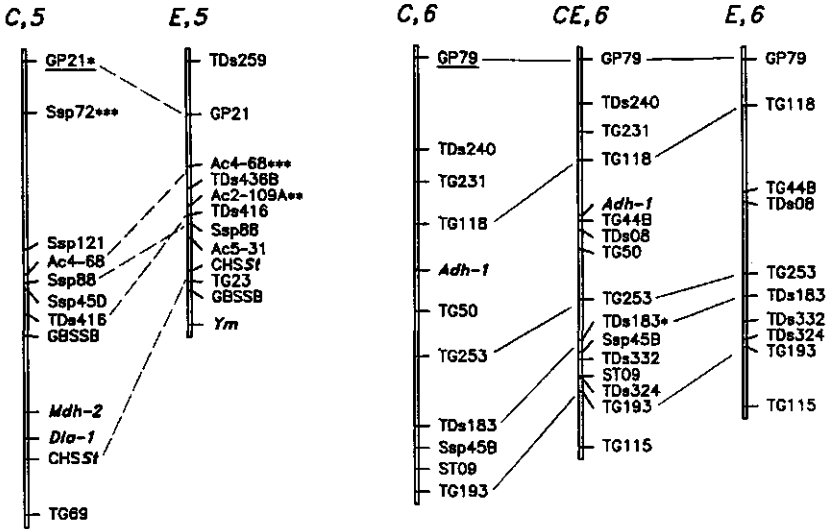 C,5
GP21*
Ssp72***
Ssp121
Ac4-68
Ssp88
Ssp45D
TDs416
GBSSB
Mdh-2
Dia-1
CHSSt
TG69
E,5
TDs259
GP21
Ac4-68***
TDs436B
Ac2-109A**
TDs416
Ssp88
Ac5-31
CHSSt
TG23
GBSSB
Ym
C,6
GP79
TDs240
TG231
TG118
Adh-1
TG50
TG253
TDs183
Ssp45B
ST09
TG193
CE,6
GP79
TDs240
TG231
TG118
Adh-1
TG44B
TDs08
TG50
TG253
TDs183*
Ssp45B
TDs332
ST09
TDs324
TG193
TG115
E,6
GP79
TG118
TG44B
TDs08
TG253
TDs183
TDs332
TDs324
TG193
TG115